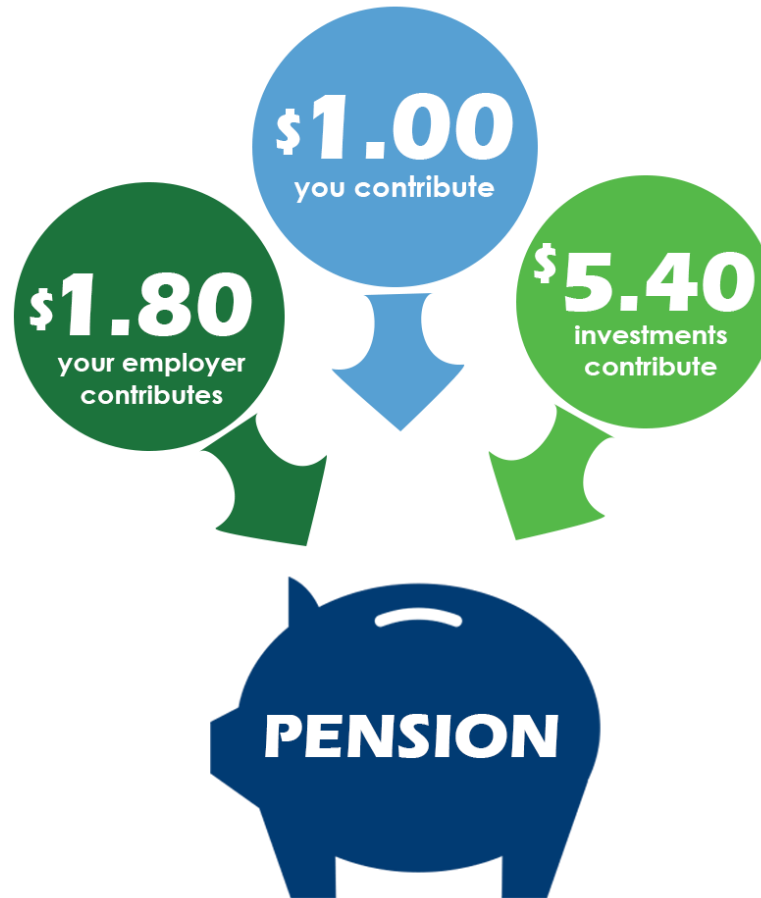 $1.00
you contribute
$1.80
your employer
contributes
$5.40
investments
contribute
PENSION